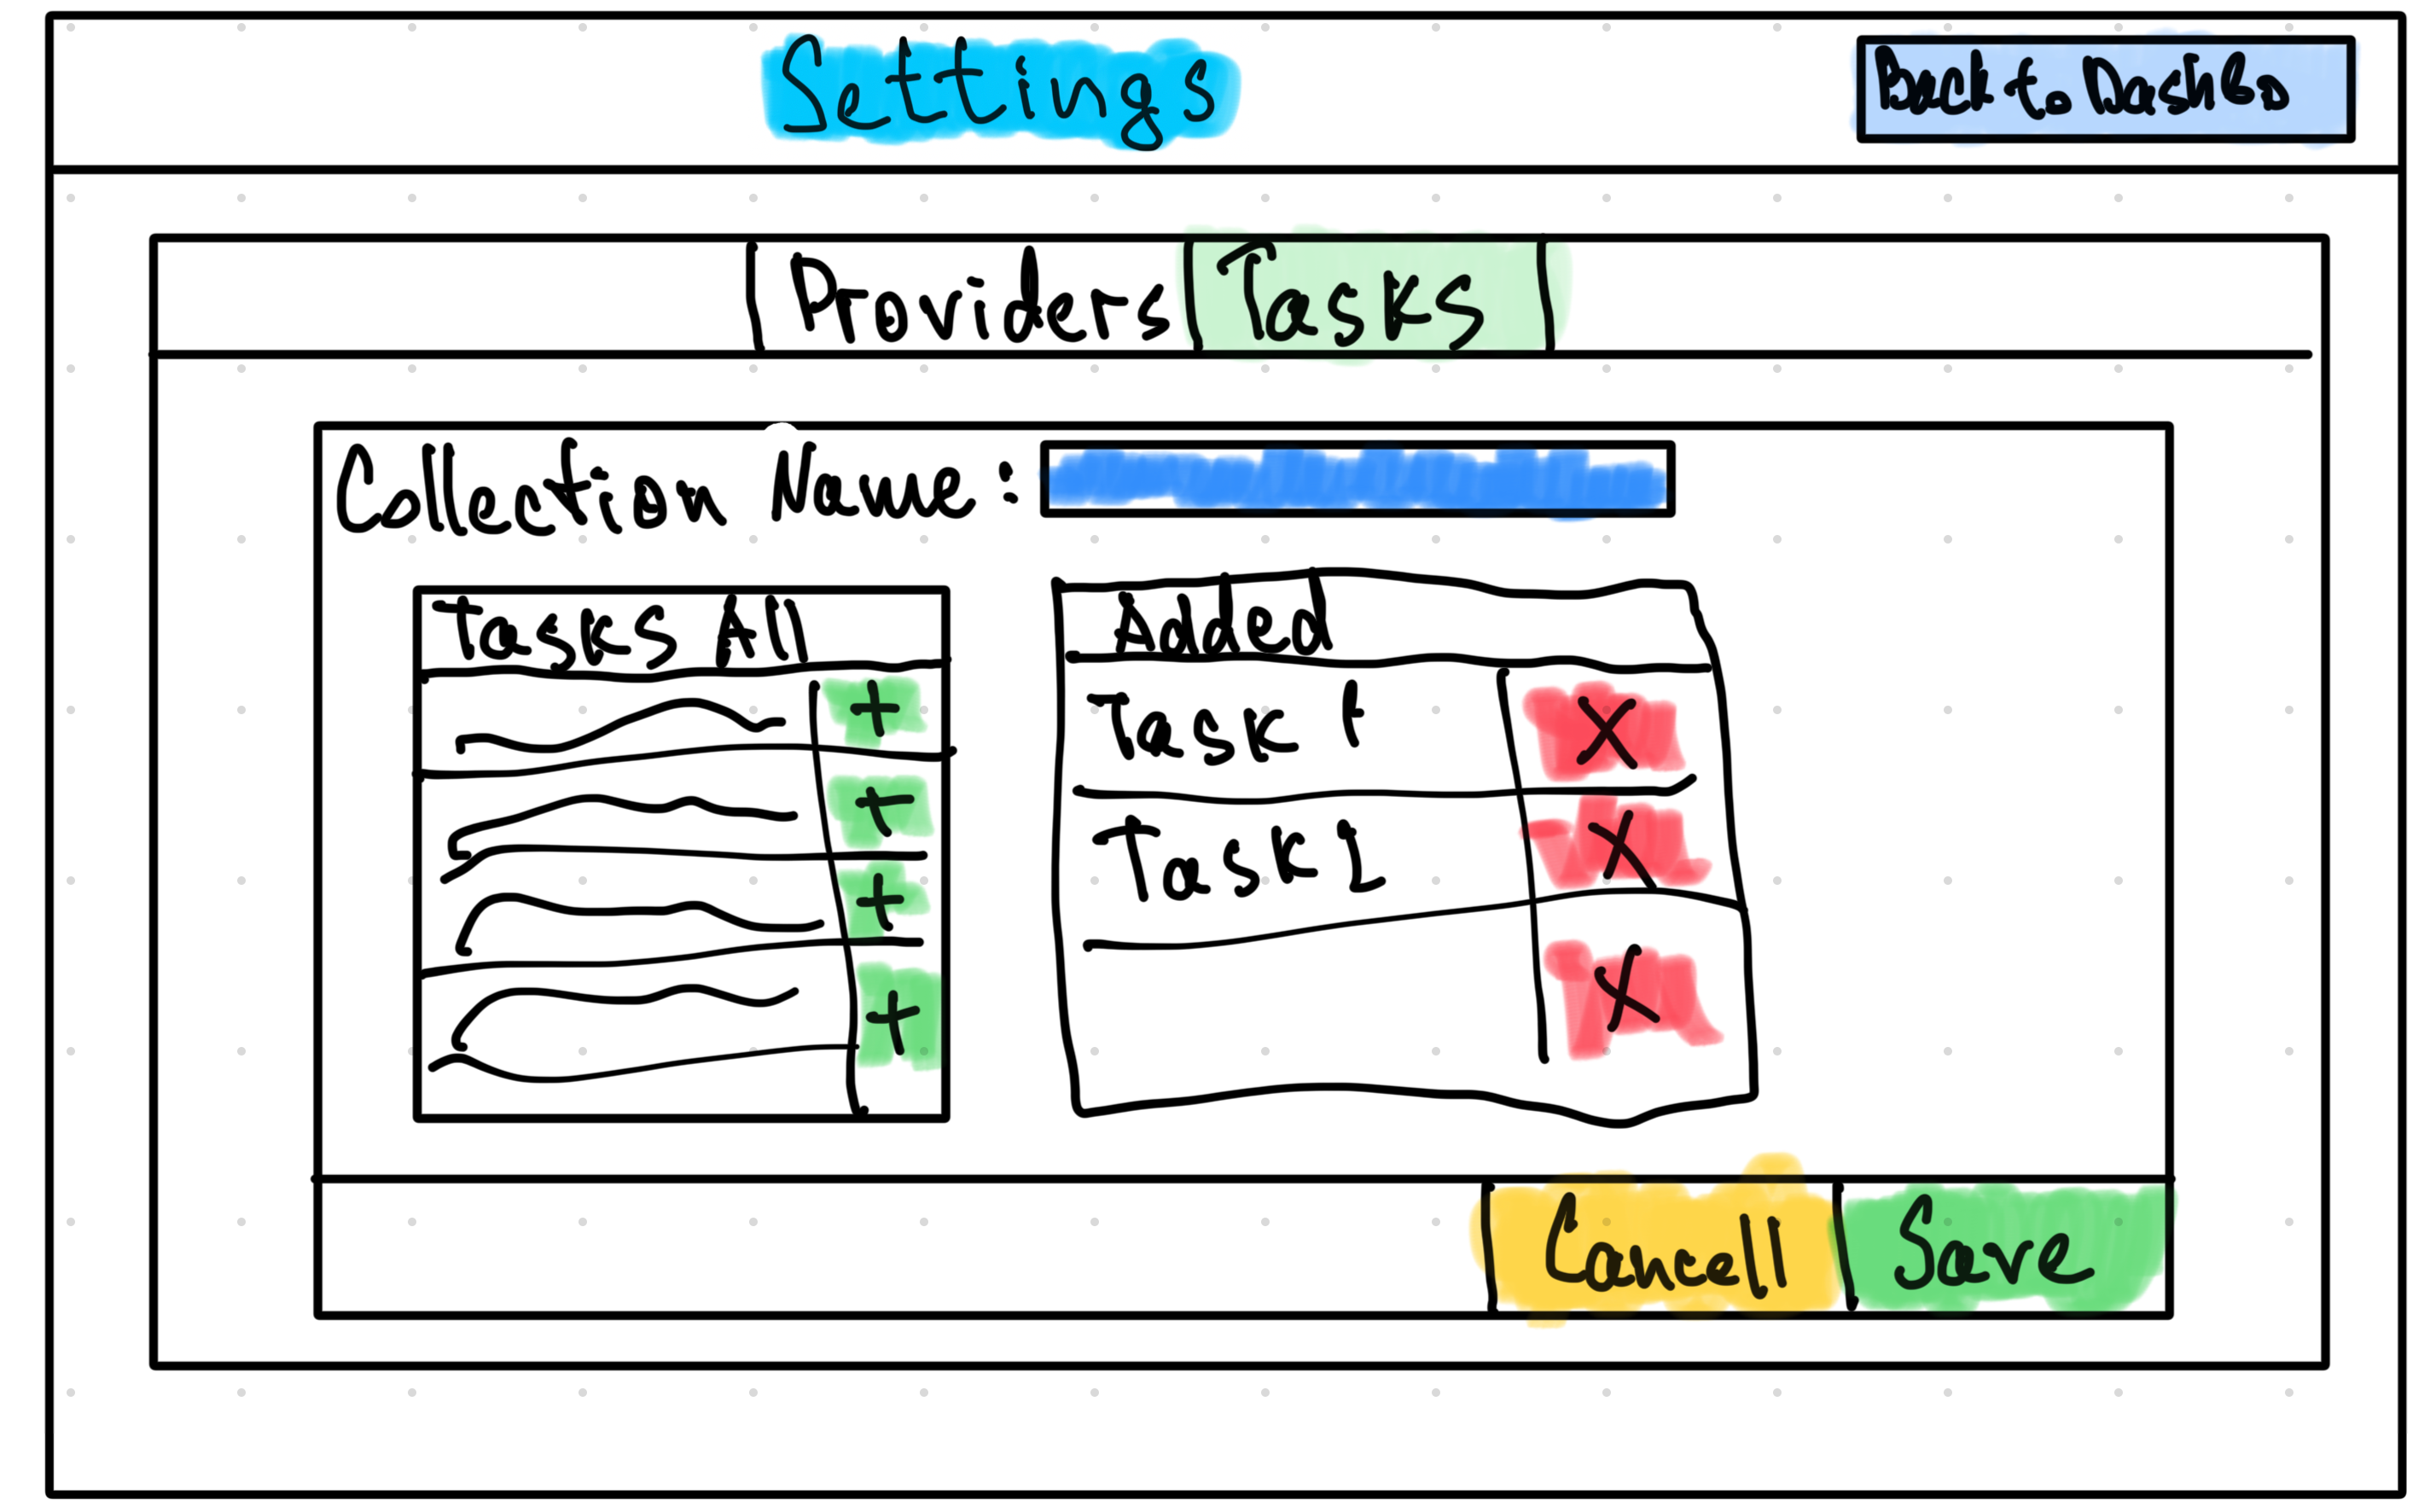 Settings
Back to DashBo
Providers Tasks
Collection Name:
Tasks All
+
+
+
+
Added
Task 1 X
Task 2 X
X
Cancell Save